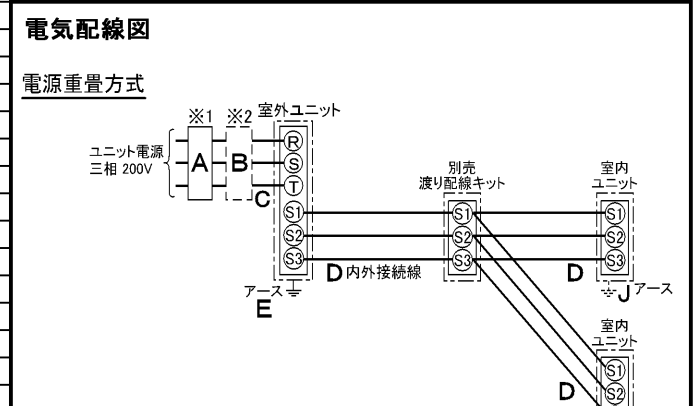 電気配線図
電源重畳方式
※1 ※2 室外ユニット
ユニット電源
三相 200V
A B
R
S
T
C
S1
S2
S3
アース
E
D 内外接続線
別売
渡り配線キット
S1
S2
S3
室内
ユニット
S1
S2
S3
D
J アース
室内
ユニット
S1
S2
D